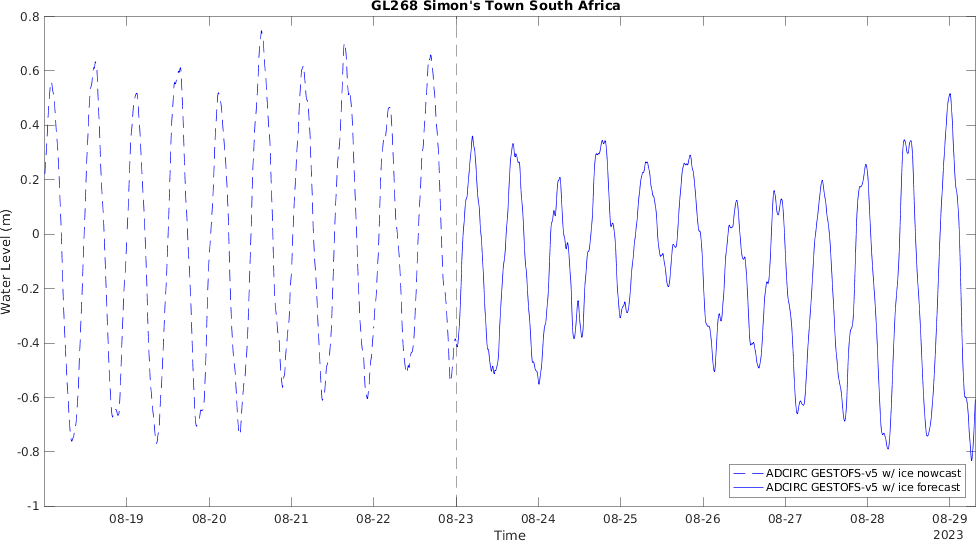 GL268 Simon's Town South Africa
0.8
0.6
0.4
0.2
0
-0.2
-0.4
-0.6
-0.8
-1
Water Level (m)
ADCIRC GESTOFS-v5 w/ ice nowcast
ADCIRC GESTOFS-v5 w/ ice forecast
08-19 08-20 08-21 08-22 08-23 08-24 08-25 08-26 08-27 08-28 08-29
2023
Time